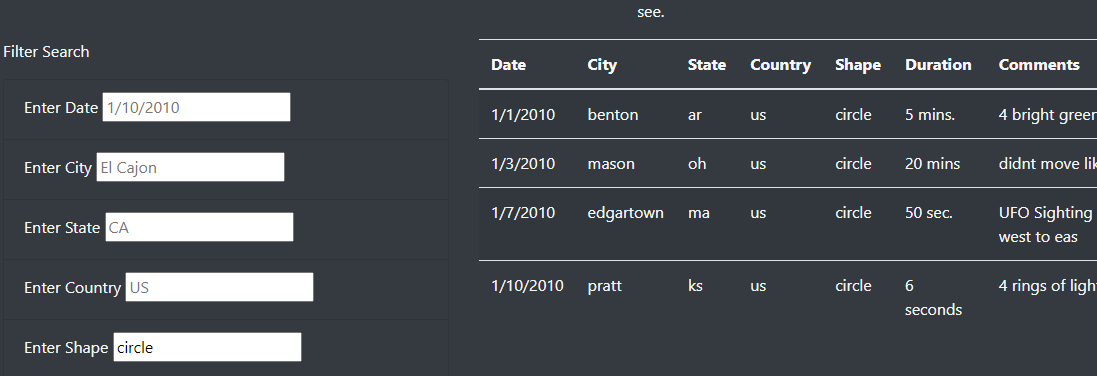 see.
Filter Search
Enter Date 1/10/2010
Enter City El Cajon
Enter State CA
Enter Country US
Enter Shape circle
Date City State Country Shape Duration Comments
1/1/2010 benton ar us circle 5 mins. 4 bright green
1/3/2010 mason oh us circle 20 mins didnt move lik
1/7/2010 edgartown ma us circle 50 sec. UFO Sighting
west to eas
1/10/2010 pratt ks us circle 6 4 rings of ligh
seconds